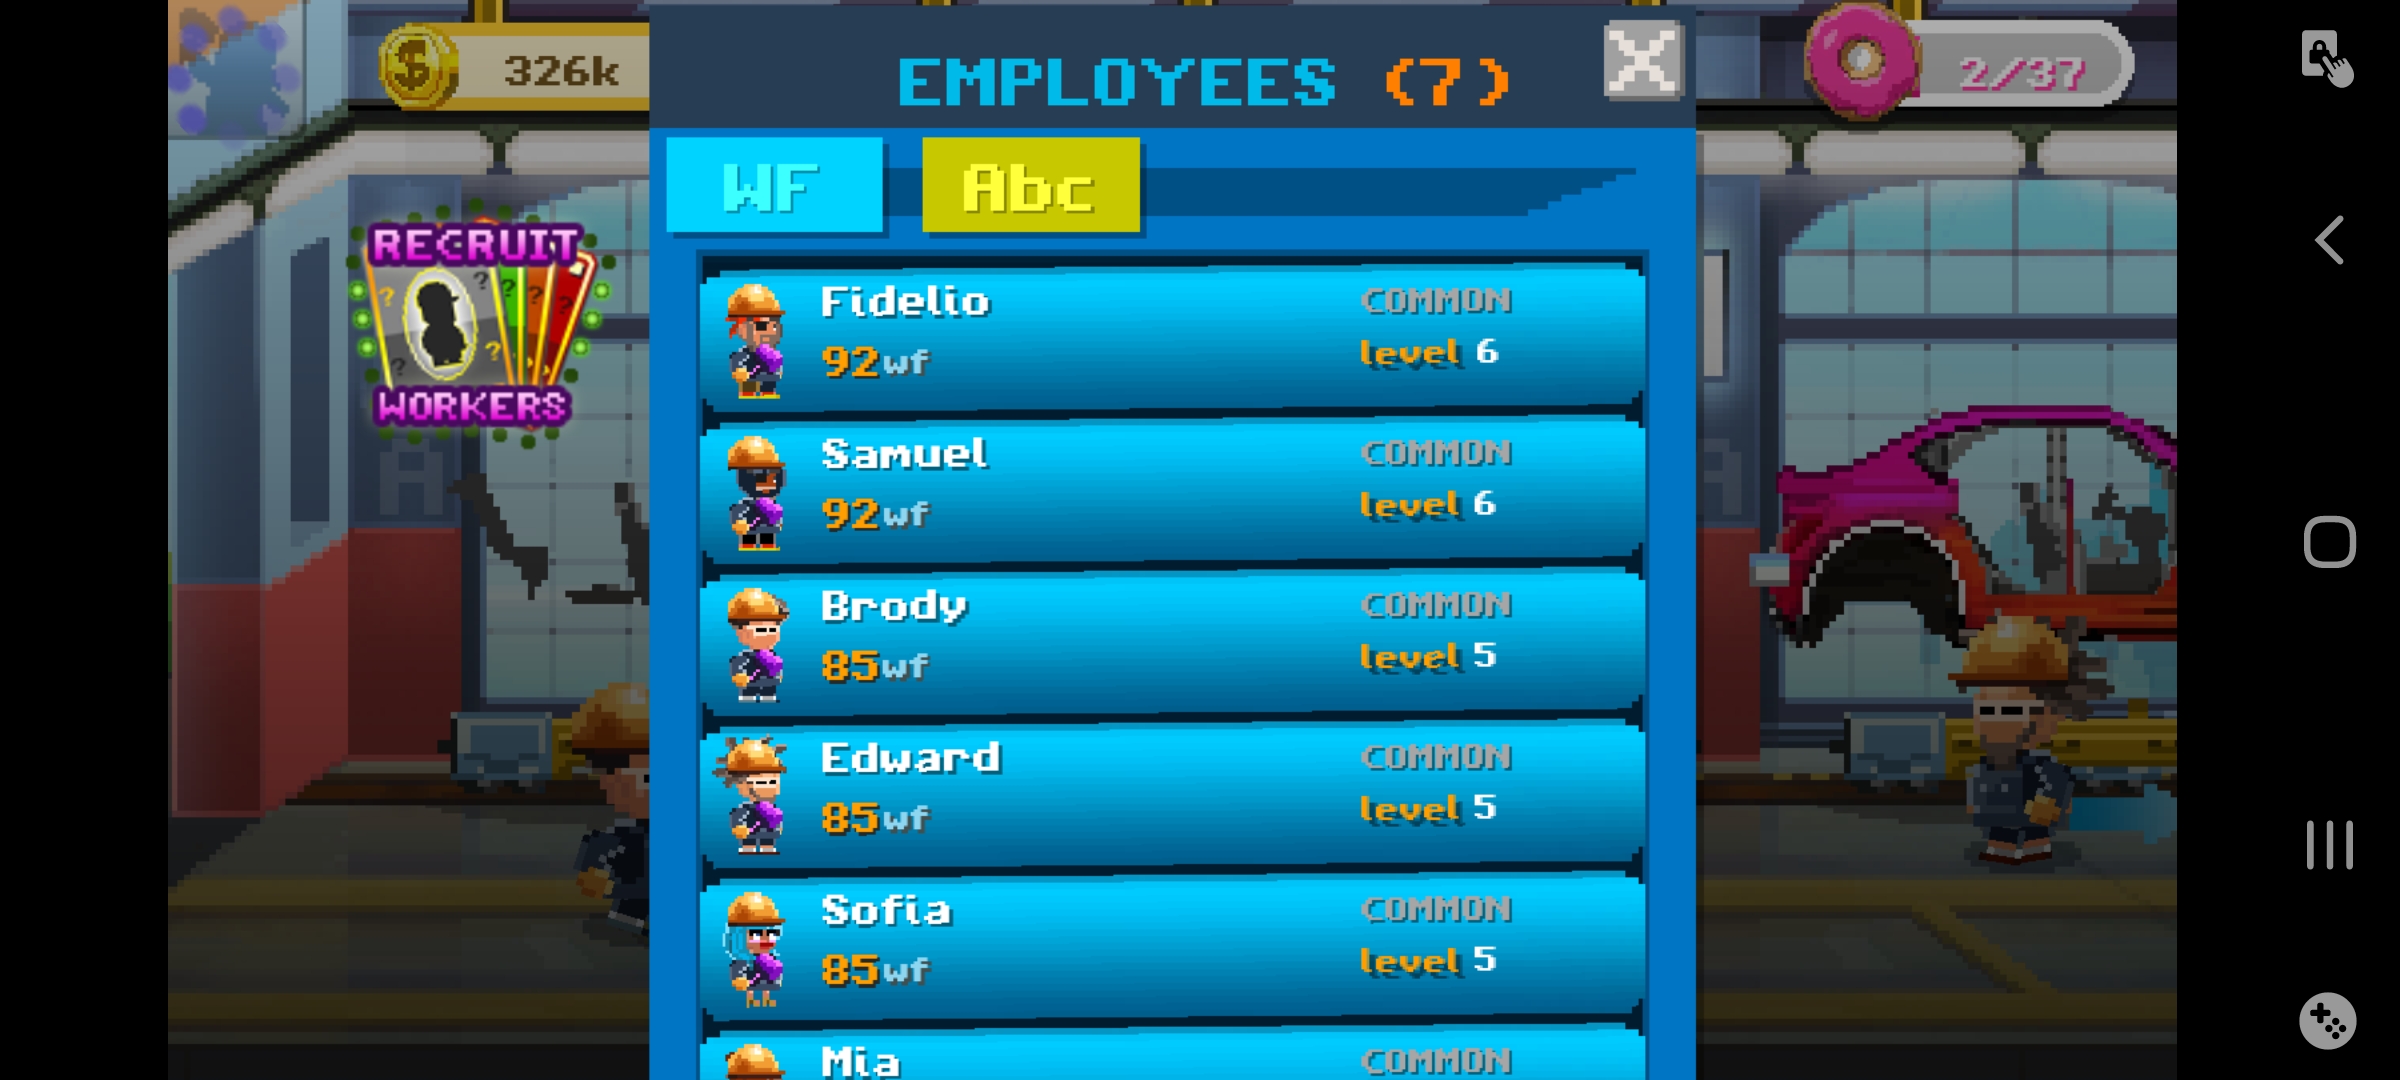 326k
EMPLOYEES (7)
2/37
WF
Abc
RECRUIT
WORKERS
Fidelio
COMMON
92wf
level 6
Samuel
COMMON
92wf
level 6
Brody
COMMON
85wf
level 5
Edward
COMMON
85wf
level 5
Sofia
COMMON
85wf
level 5
Mia
COMMON